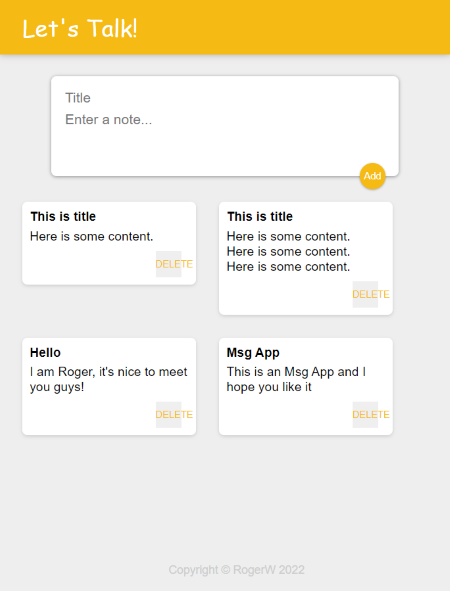 Let's Talk!
Title
Enter a note...
Add
This is title
Here is some content.
DELETE
This is title
Here is some content.
Here is some content.
Here is some content.
DELETE
Hello
I am Roger, it's nice to meet
you guys!
DELETE
Msg App
This is an Msg App and I
hope you like it
DELETE
Copyright © RogerW 2022